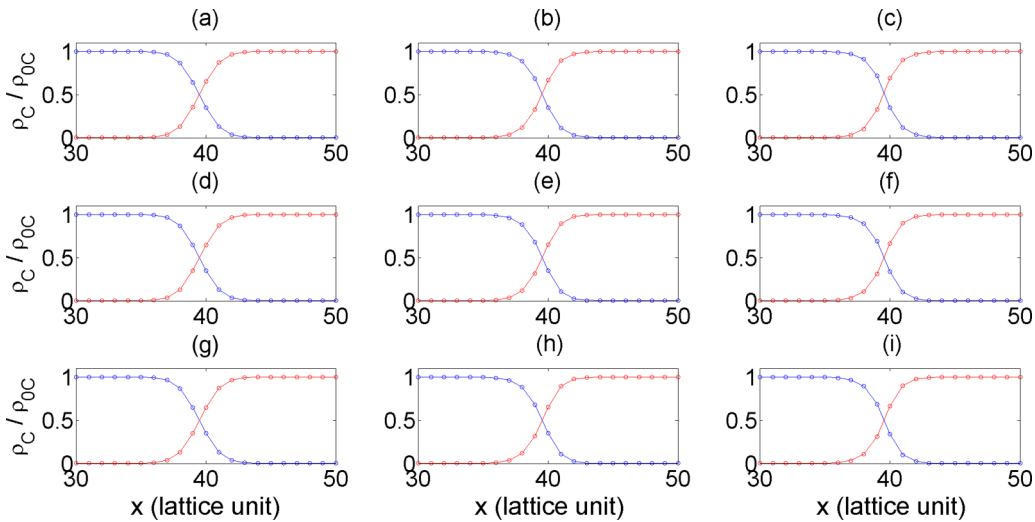 (a) (b) (c)
ρC / ρ0C
1 1 1
0.5 0.5 0.5
0 0 0
30 40 50 30 40 50 30 40 50
(d) (e) (f)
ρC / ρ0C
1 1 1
0.5 0.5 0.5
0 0 0
30 40 50 30 40 50 30 40 50
(g) (h) (i)
ρC / ρ0C
1 1 1
0.5 0.5 0.5
0 0 0
30 40 50 30 40 50 30 40 50
x (lattice unit) x (lattice unit) x (lattice unit)